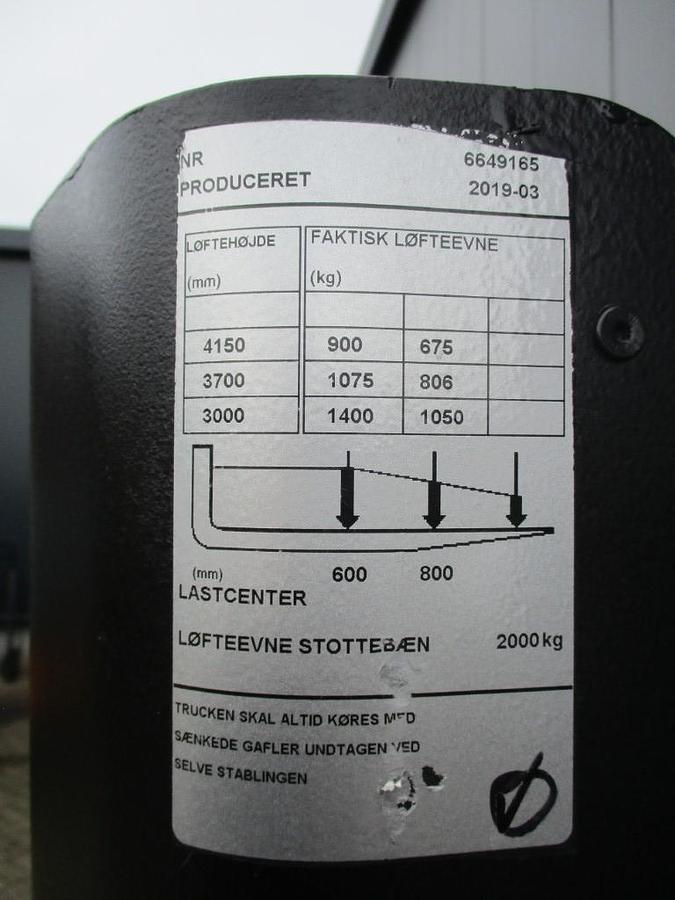 NR 6649165
PRODUCERET 2019-03
LØFTEHØJDE FAKTISK LØFTEEVNE
(mm) (kg)
4150 900 675
3700 1075 806
3000 1400 1050
(mm) 600 800
LASTCENTER
LØFTEEVNE STOTTEBÆN 2000 kg
TRUCKEN SKAL ALTID KØRES MED
SÆNKEDE GAFLER UNDTAGEN VED
SELVE STABLINGEN